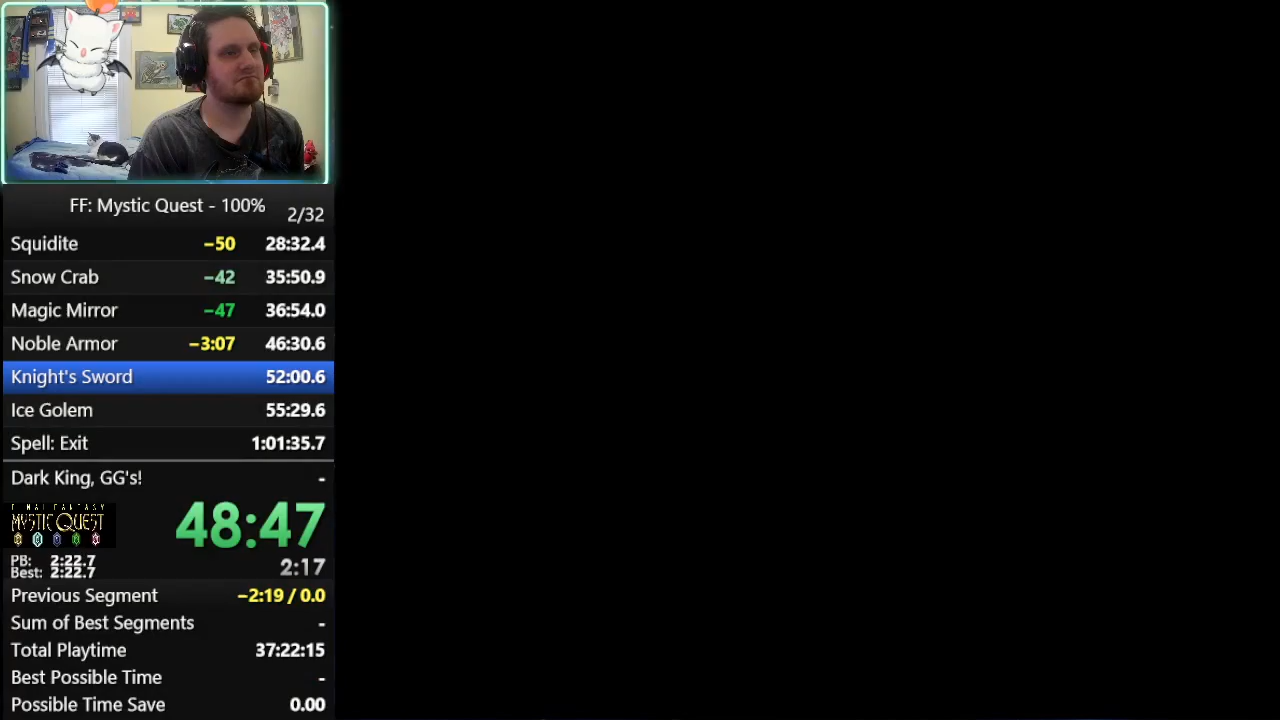 FF: Mystic Quest - 100%
2/32
Squidite −50 28:32.4
Snow Crab −42 35:50.9
Magic Mirror −47 36:54.0
Noble Armor −3:07 46:30.6
Knight's Sword 52:00.6
Ice Golem 55:29.6
Spell: Exit 1:01:35.7
Dark King, GG's! -
FINAL FANTASY
MYSTIC QUEST
48:47
PB: 2:22.7
Best: 2:22.7
2:17
Previous Segment −2:19 / 0.0
Sum of Best Segments -
Total Playtime 37:22:15
Best Possible Time -
Possible Time Save 0.00